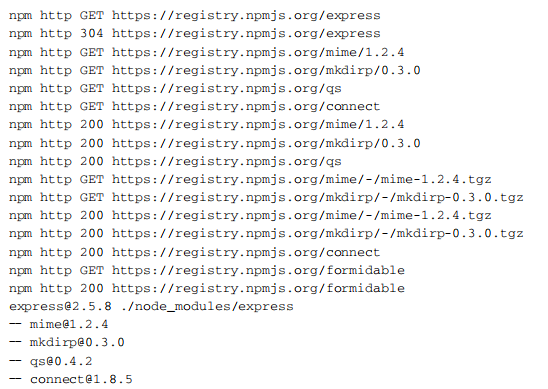 npm http GET https://registry.npmjs.org/express
npm http 304 https://registry.npmjs.org/express
npm http GET https://registry.npmjs.org/mime/1.2.4
npm http GET https://registry.npmjs.org/mkdirp/0.3.0
npm http GET https://registry.npmjs.org/qs
npm http GET https://registry.npmjs.org/connect
npm http 200 https://registry.npmjs.org/mime/1.2.4
npm http 200 https://registry.npmjs.org/mkdirp/0.3.0
npm http 200 https://registry.npmjs.org/qs
npm http GET https://registry.npmjs.org/mime/-/mime-1.2.4.tgz
npm http GET https://registry.npmjs.org/mkdirp/-/mkdirp-0.3.0.tgz
npm http 200 https://registry.npmjs.org/mime/-/mime-1.2.4.tgz
npm http 200 https://registry.npmjs.org/mkdirp/-/mkdirp-0.3.0.tgz
npm http 200 https://registry.npmjs.org/connect
npm http GET https://registry.npmjs.org/formidable
npm http 200 https://registry.npmjs.org/formidable
express@2.5.8 ./node_modules/express
-- mime@1.2.4
-- mkdirp@0.3.0
-- qs@0.4.2
-- connect@1.8.5